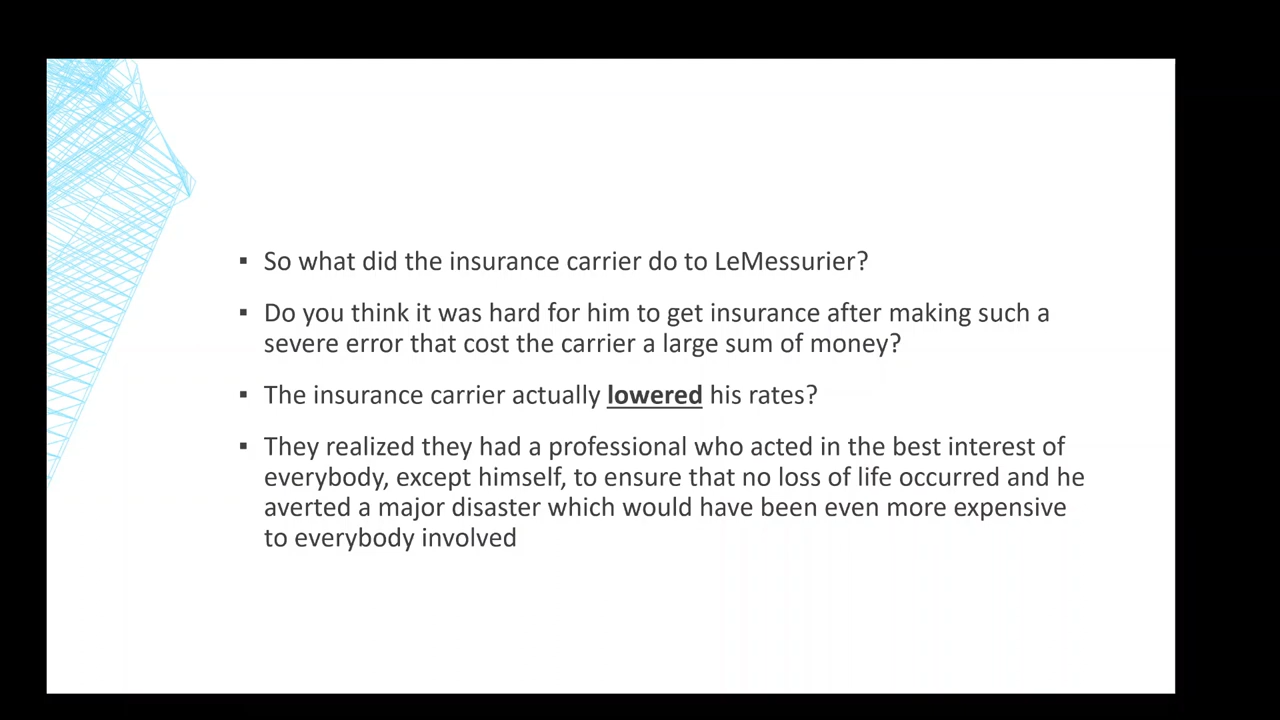 ▪ So what did the insurance carrier do to LeMessurier?
▪ Do you think it was hard for him to get insurance after making such a
severe error that cost the carrier a large sum of money?
▪ The insurance carrier actually lowered his rates?
▪ They realized they had a professional who acted in the best interest of
everybody, except himself, to ensure that no loss of life occurred and he
averted a major disaster which would have been even more expensive
to everybody involved